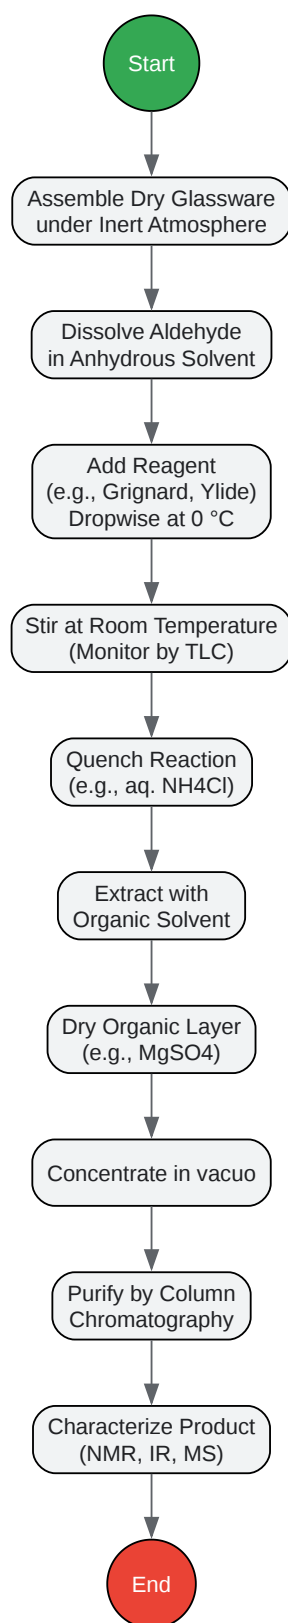 Start
Assemble Dry Glassware
under Inert Atmosphere
Dissolve Aldehyde
in Anhydrous Solvent
Add Reagent
(e.g., Grignard, Ylide)
Dropwise at 0 °C
Stir at Room Temperature
(Monitor by TLC)
Quench Reaction
(e.g., aq. NH4Cl)
Extract with
Organic Solvent
Dry Organic Layer
(e.g., MgSO4)
Concentrate in vacuo
Purify by Column
Chromatography
Characterize Product
(NMR, IR, MS)
End